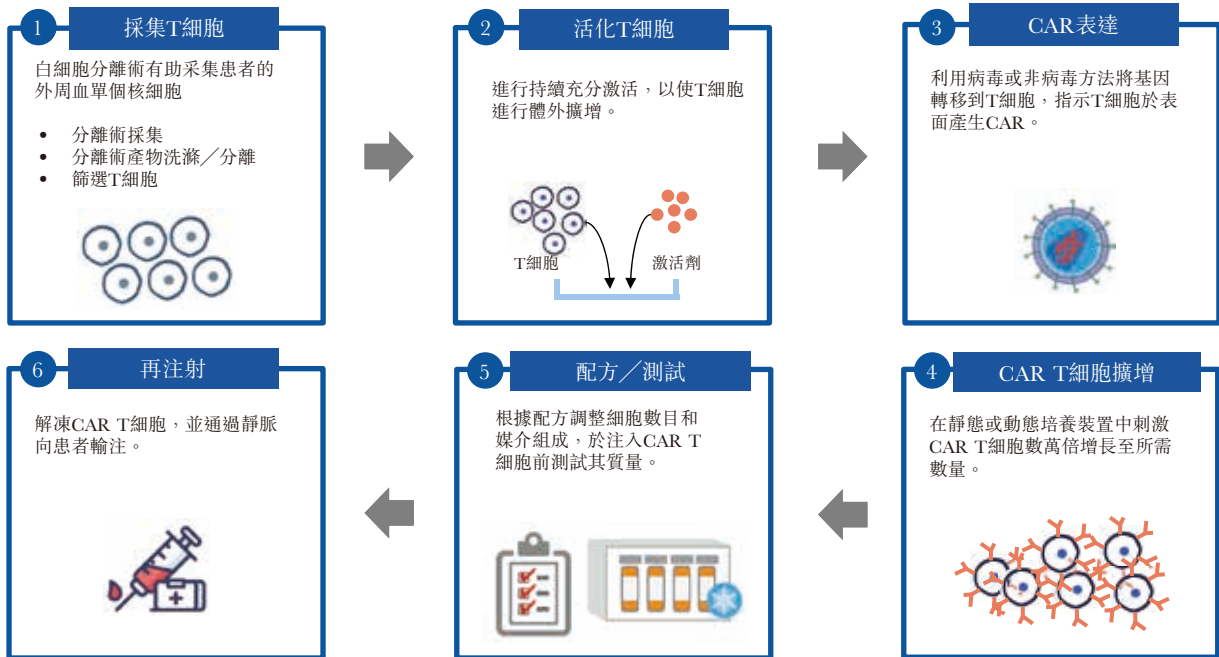 1
採集T細胞
白細胞分離術有助采集患者的
外周血單個核細胞
• 分離術採集
• 分離術產物洗滌／分離
• 篩選T細胞
2
活化T細胞
進行持續充分激活，以使T細胞
進行體外擴增。
T細胞
激活劑
3
CAR表達
利用病毒或非病毒方法將基因
轉移到T細胞，指示T細胞於表
面產生CAR。
4
CAR T細胞擴增
在靜態或動態培養裝置中刺激
CAR T細胞數萬倍增長至所需
數量。
5
配方／測試
根據配方調整細胞數目和
媒介組成，於注入CAR T
細胞前測試其質量。
6
再注射
解凍CAR T細胞，並通過靜脈
向患者輸注。